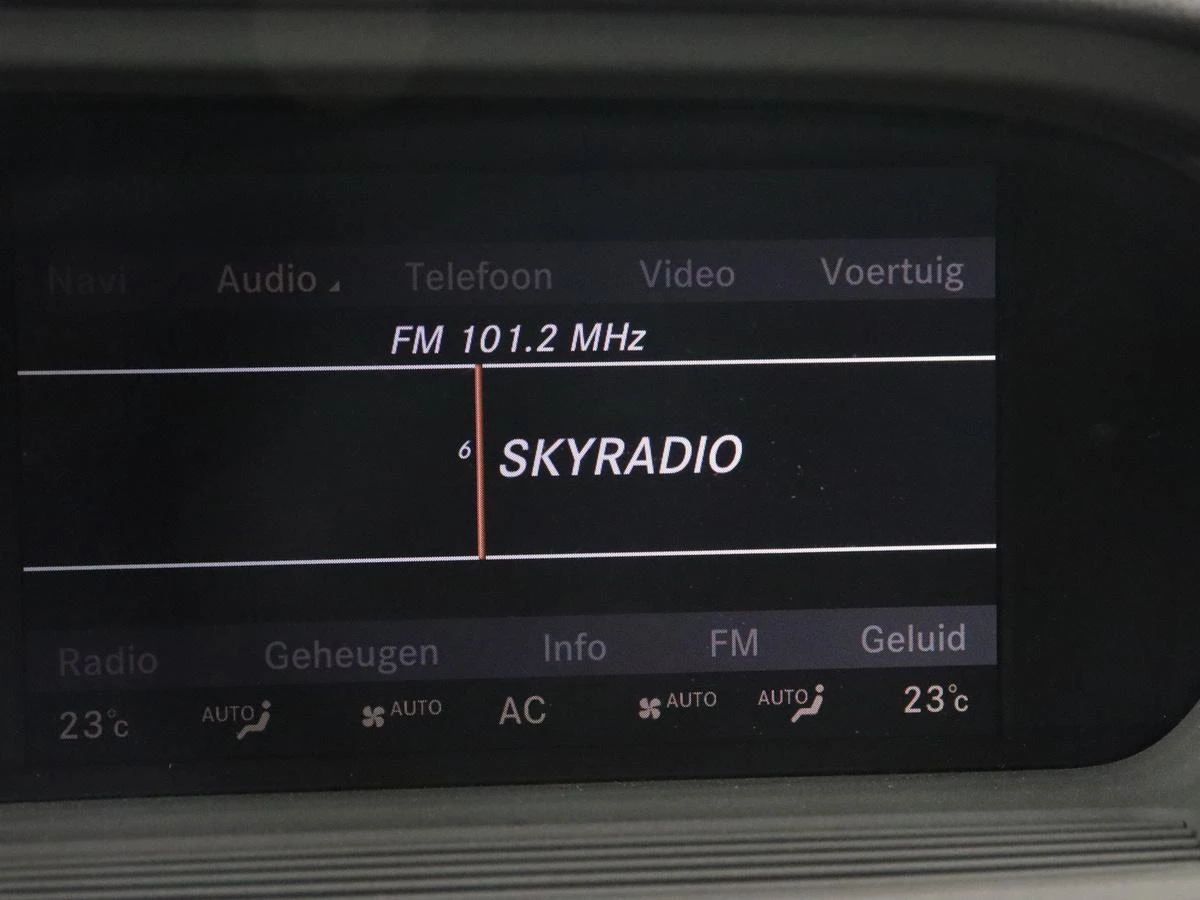 Navi Audio Telefoon Video Voertuig
FM 101.2 MHz
6 SKYRADIO
Radio Geheugen Info FM Geluid
23°c AUTO AUTO AC AUTO AUTO 23°c